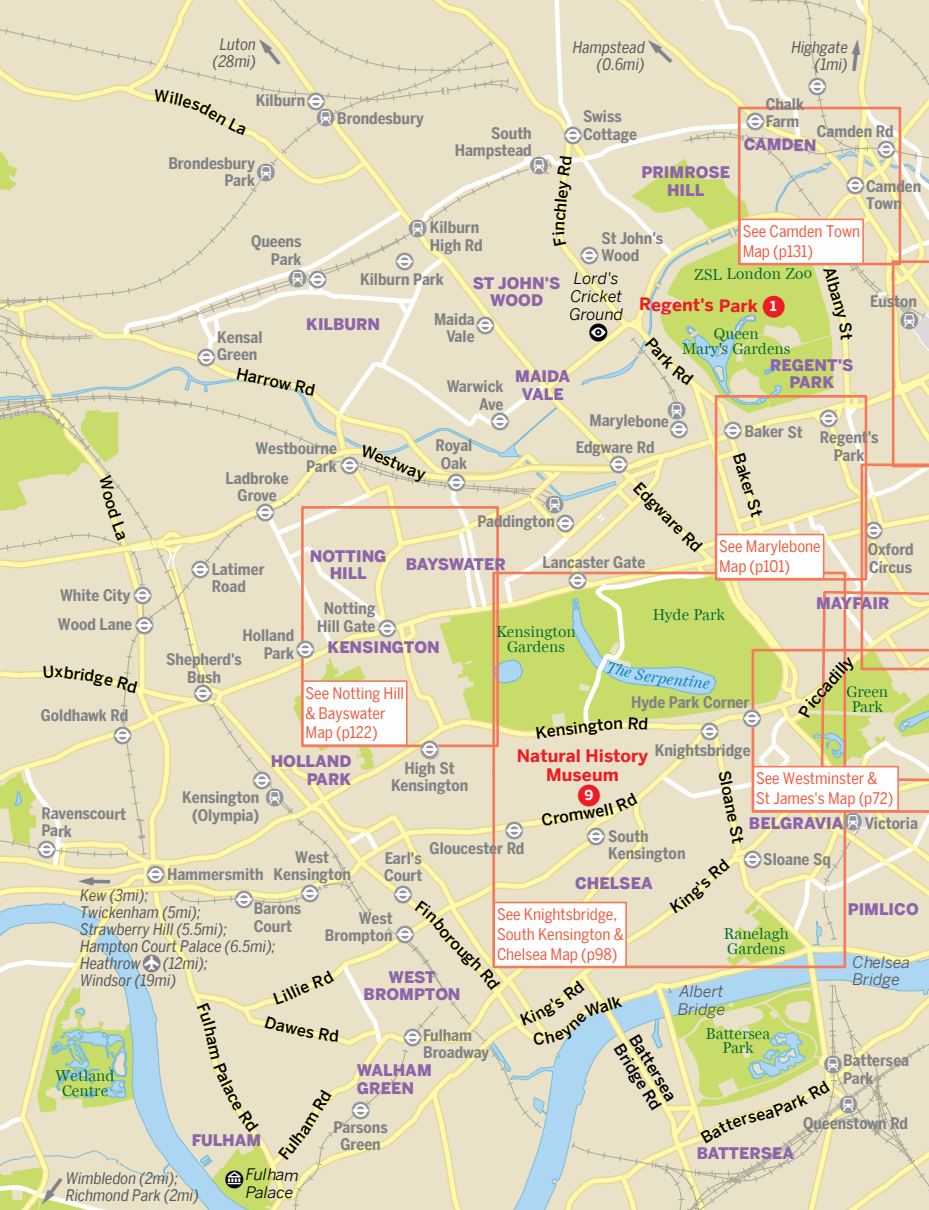 Luton
(28mi)
Hampstead
(0.6mi)
Highgate
(1mi)
Willesden La
Kilburn
Brondesbury
Chalk
Farm
Swiss
Cottage
Camden Rd
CAMDEN
South
Hampstead
Brondesbury
Park
PRIMROSE
HILL
Camden
Town
Finchley Rd
Kilburn
High Rd
See Camden Town
Map (p131)
Queens
Park
St John's
Wood
Kilburn Park
ZSL London Zoo
ST JOHN'S
WOOD
Lord's
Cricket
Ground
Albany St
Regent's Park 1
Euston
KILBURN
Maida
Vale
Queen
Mary's Gardens
Kensal
Green
Park Rd
REGENT'S
PARK
Harrow Rd
MAIDA
VALE
Warwick
Ave
Marylebone
Baker St
Regent's
Park
Westbourne
Park
Westway
Royal
Oak
Edgware Rd
Baker St
Ladbroke
Grove
Wood La
Edgware Rd
Paddington
Oxford
Circus
See Marylebone
Map (p101)
NOTTING
HILL
BAYSWATER
Lancaster Gate
Latimer
Road
White City
MAYFAIR
Wood Lane
Notting
Hill Gate
Kensington
Gardens
Hyde Park
Holland
Park
KENSINGTON
Shepherd's
Bush
The Serpentine
Piccadilly
Uxbridge Rd
See Notting Hill
& Bayswater
Map (p122)
Green
Park
Hyde Park Corner
Goldhawk Rd
Kensington Rd
Knightsbridge
Natural History
Museum
9
HOLLAND
PARK
High St
Kensington
See Westminster &
St James's Map (p72)
Sloane St
Kensington
(Olympia)
Cromwell Rd
Ravenscourt
Park
BELGRAVIA
Victoria
Gloucester Rd
South
Kensington
Sloane Sq
Hammersmith
West
Kensington
Earl's
Court
CHELSEA
King's Rd
Kew (3mi);
Twickenham (5mi);
Strawberry Hill (5.5mi);
Hampton Court Palace (6.5mi);
Heathrow (12mi);
Windsor (19mi)
Barons
Court
West
Brompton
Finborough Rd
See Knightsbridge,
South Kensington &
Chelsea Map (p98)
PIMLICO
Ranelagh
Gardens
Chelsea
Bridge
WEST
BROMPTON
Lillie Rd
King's Rd
Albert
Bridge
Cheyne Walk
Dawes Rd
Fulham
Broadway
Battersea
Park
Fulham Palace Rd
Battersea
Bridge Rd
Battersea
Park
Wetland
Centre
WALHAM
GREEN
Fulham Rd
BatterseaPark Rd
Queenstown Rd
Parsons
Green
FULHAM
BATTERSEA
Fulham
Palace
Wimbledon (2mi);
Richmond Park (2mi)